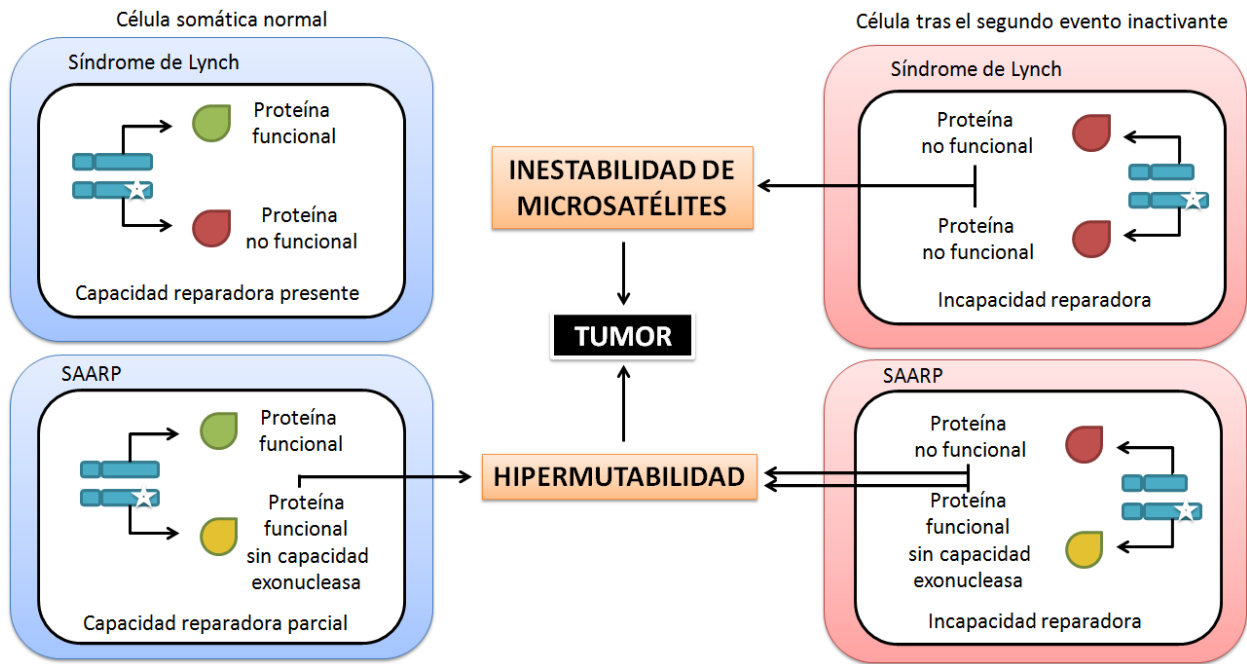 Célula somática normal
Síndrome de Lynch
Proteína
funcional
Proteína
no funcional
Capacidad reparadora presente
SAARP
Proteína
funcional
Proteína
funcional
sin capacidad
exonucleasa
Capacidad reparadora parcial
INESTABILIDAD DE
MICROSATÉLITES
TUMOR
HIPERMUTABILIDAD
Célula tras el segundo evento inactivante
Síndrome de Lynch
Proteína
no funcional
Proteína
no funcional
Incapacidad reparadora
SAARP
Proteína
no funcional
Proteína
funcional
sin capacidad
exonucleasa
Incapacidad reparadora